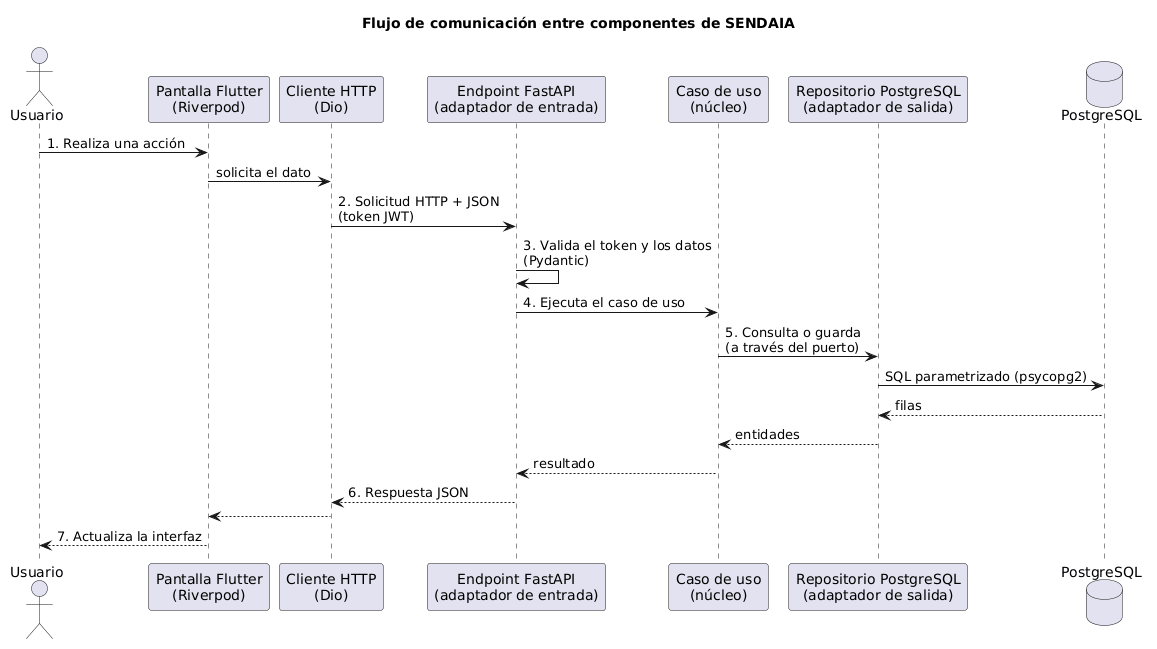 Flujo de comunicación entre componentes de SENDAIA
Usuario
Pantalla Flutter
(Riverpod)
Cliente HTTP
(Dio)
Endpoint FastAPI
(adaptador de entrada)
Caso de uso
(núcleo)
Repositorio PostgreSQL
(adaptador de salida)
PostgreSQL
1. Realiza una acción
solicita el dato
2. Solicitud HTTP + JSON
(token JWT)
3. Valida el token y los datos
(Pydantic)
4. Ejecuta el caso de uso
5. Consulta o guarda
(a través del puerto)
SQL parametrizado (psycopg2)
filas
entidades
resultado
6. Respuesta JSON
7. Actualiza la interfaz
Usuario
Pantalla Flutter
(Riverpod)
Cliente HTTP
(Dio)
Endpoint FastAPI
(adaptador de entrada)
Caso de uso
(núcleo)
Repositorio PostgreSQL
(adaptador de salida)
PostgreSQL